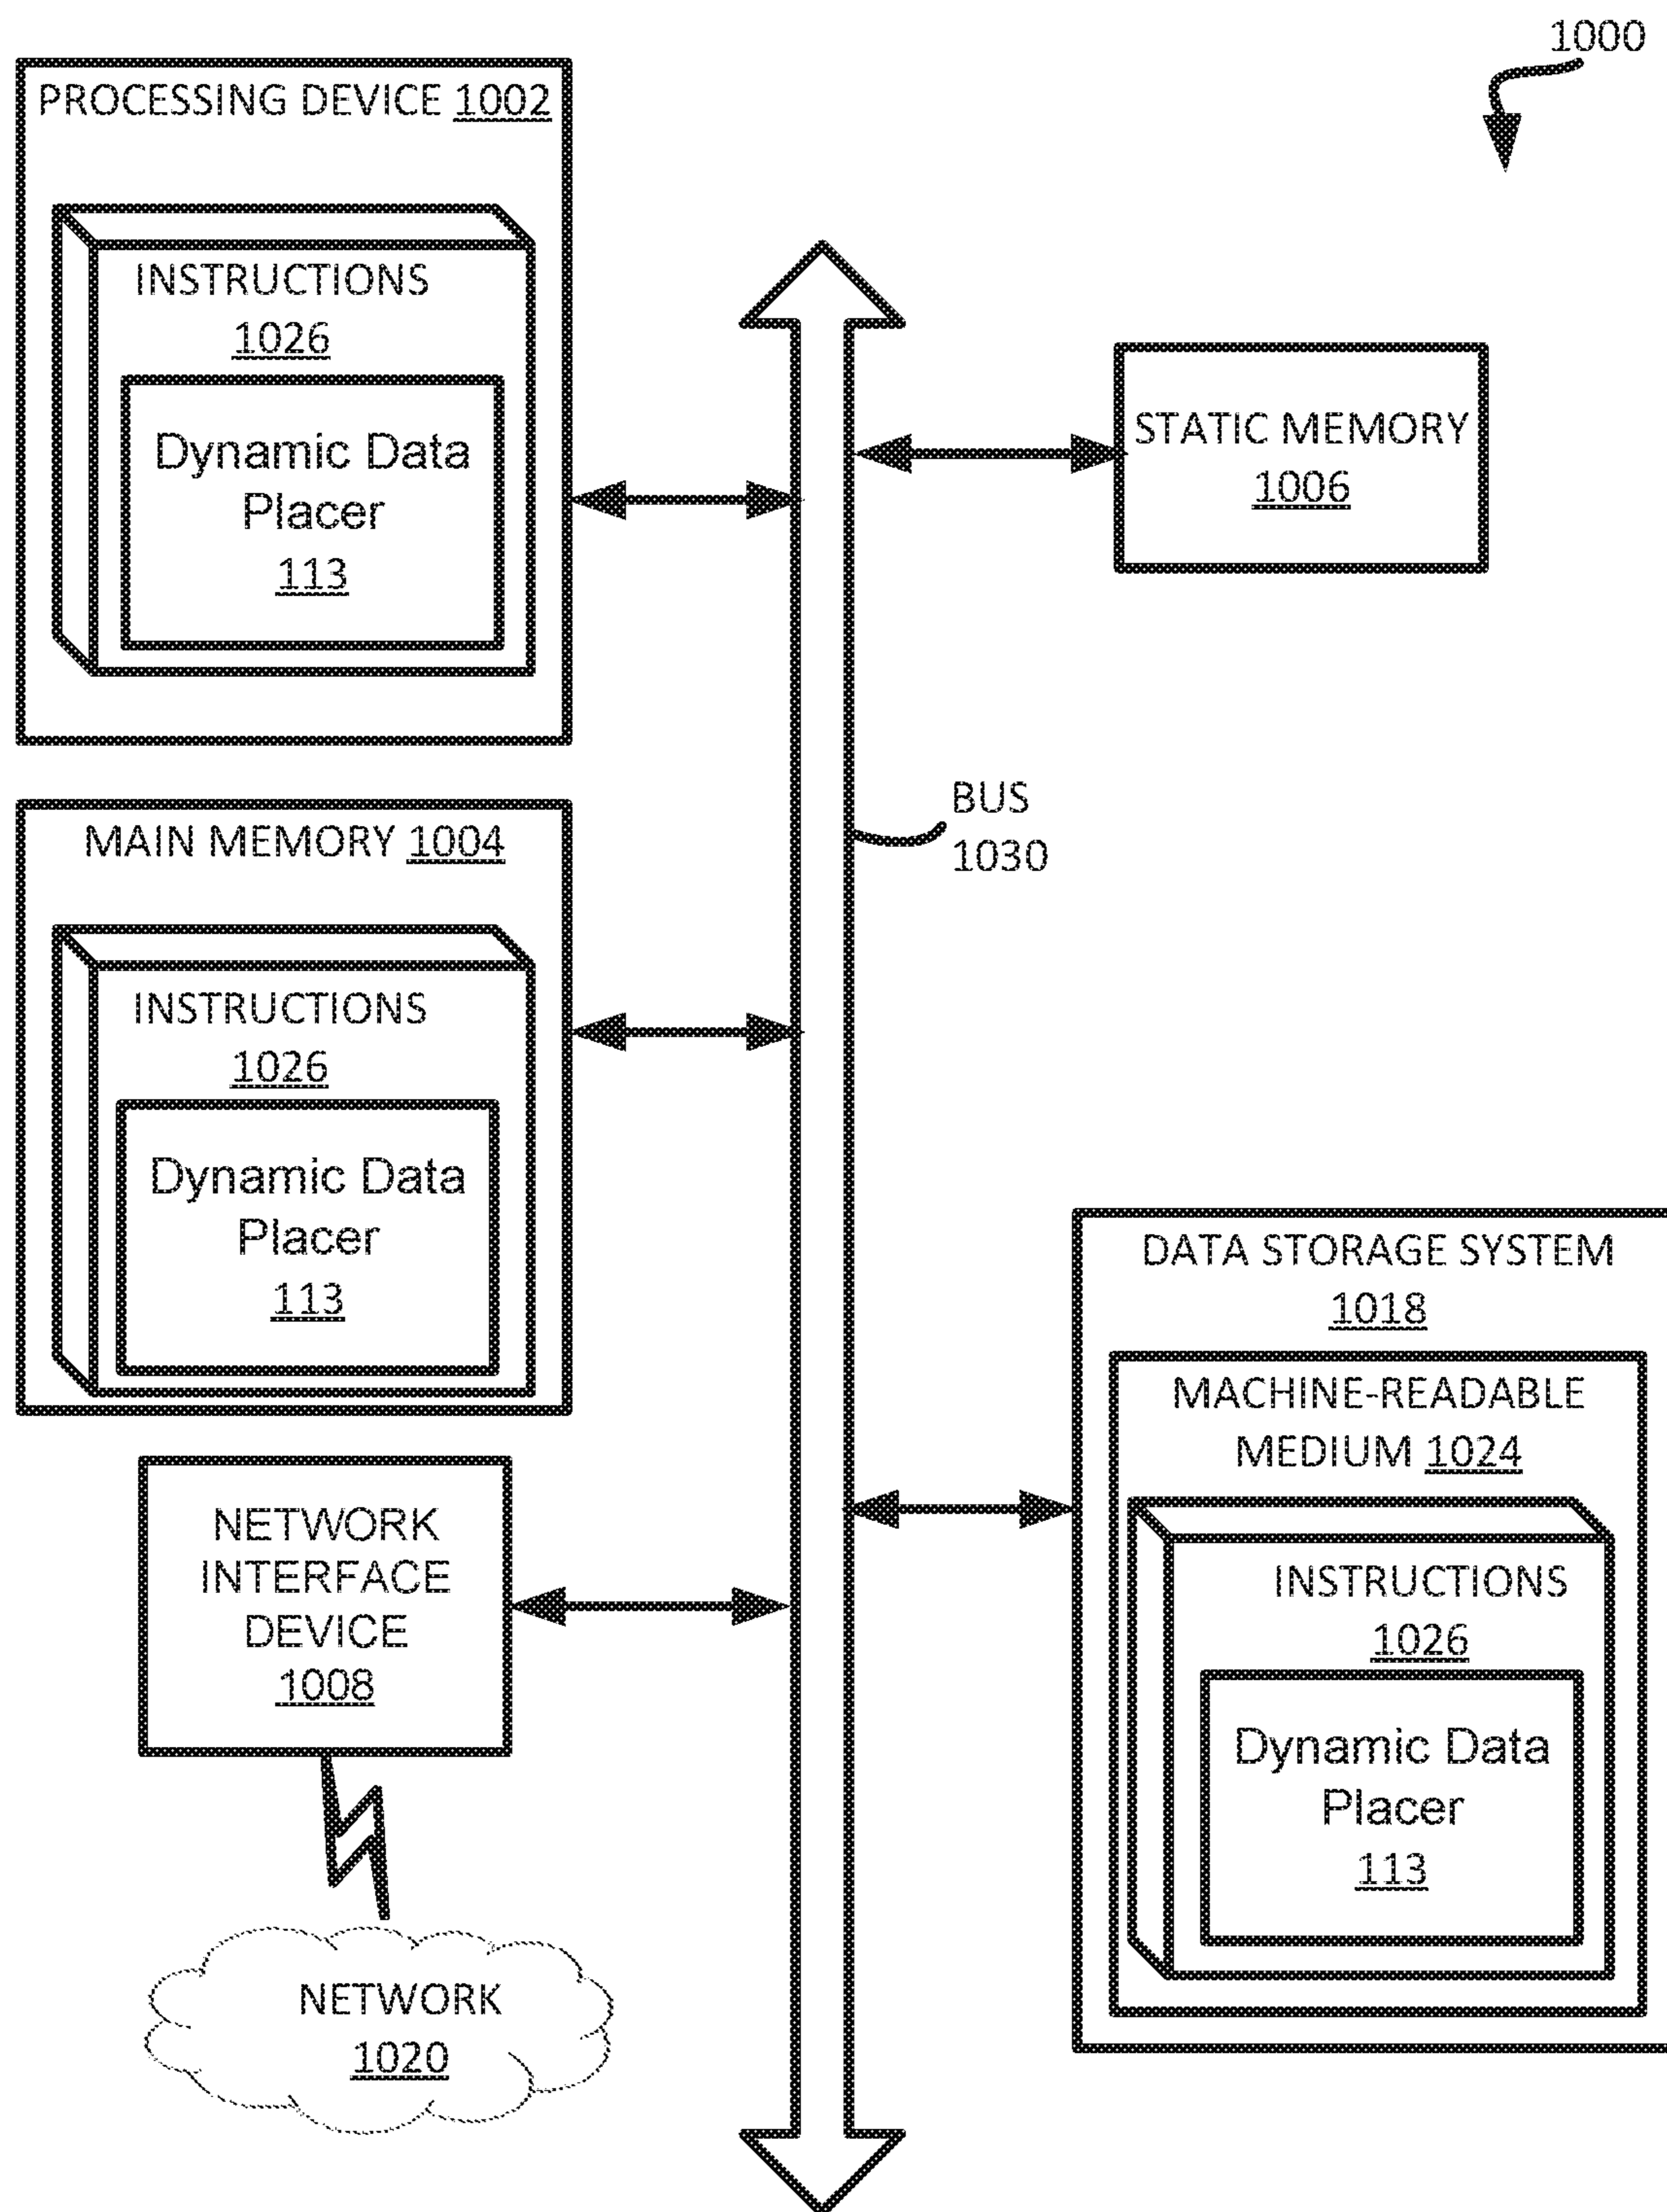 1000
PROCESSING DEVICE 1002
INSTRUCTIONS
1026
Dynamic Data
Placer
113
STATIC MEMORY
1006
BUS
1030
MAIN MEMORY 1004
INSTRUCTIONS
1026
Dynamic Data
Placer
113
DATA STORAGE SYSTEM
1018
MACHINE-READABLE
MEDIUM 1024
INSTRUCTIONS
1026
Dynamic Data
Placer
113
NETWORK
INTERFACE
DEVICE
1008
NETWORK
1020